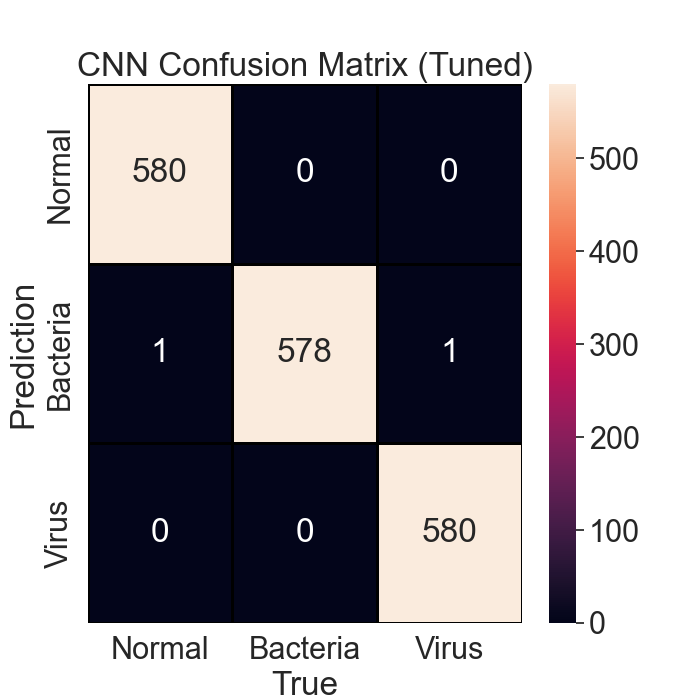 CNN Confusion Matrix (Tuned)
Prediction
Normal
580 0 0
Bacteria
1 578 1
Virus
0 0 580
Normal Bacteria Virus
True
500
400
300
200
100
0